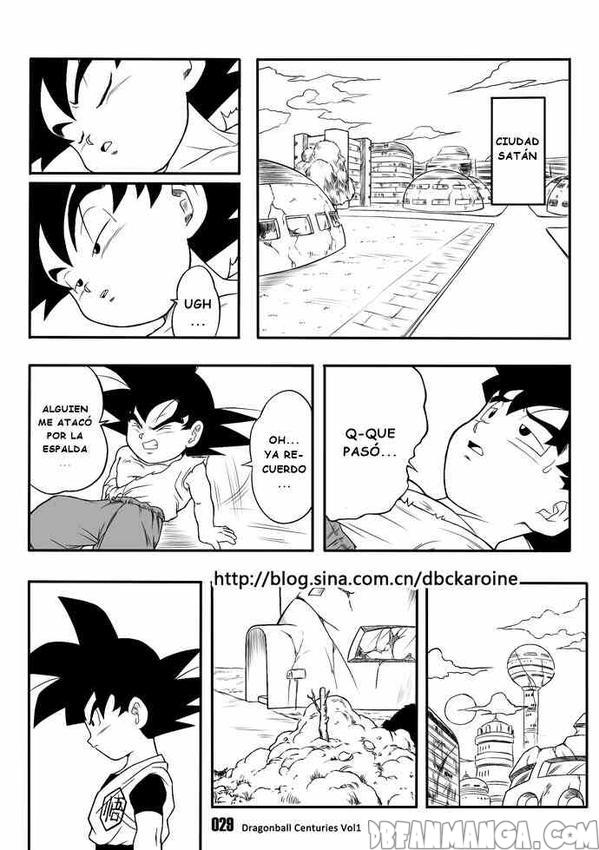 CIUDAD
SATÁN
UGH
...
Q-QUE
PASÓ...
OH...
YA RE-
CUERDO
ALGUIEN
ME ATACÓ
POR LA
ESPALDA
...
http://blog.sina.com.cn/dbckaroine
悟
029 Dragonball Centuries Vol1
DBFANMANGA.COM